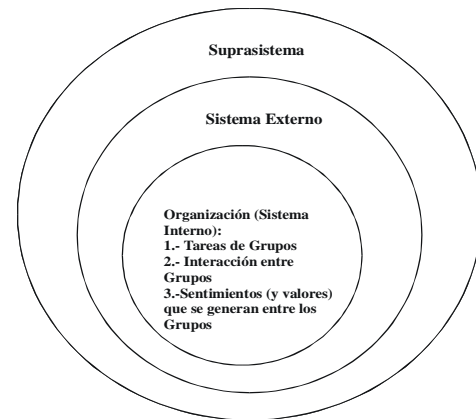 Suprasistema
Sistema Externo
Organización (Sistema
Interno):
1.- Tareas de Grupos
2.- Interacción entre
Grupos
3.-Sentimientos (y valores)
que se generan entre los
Grupos